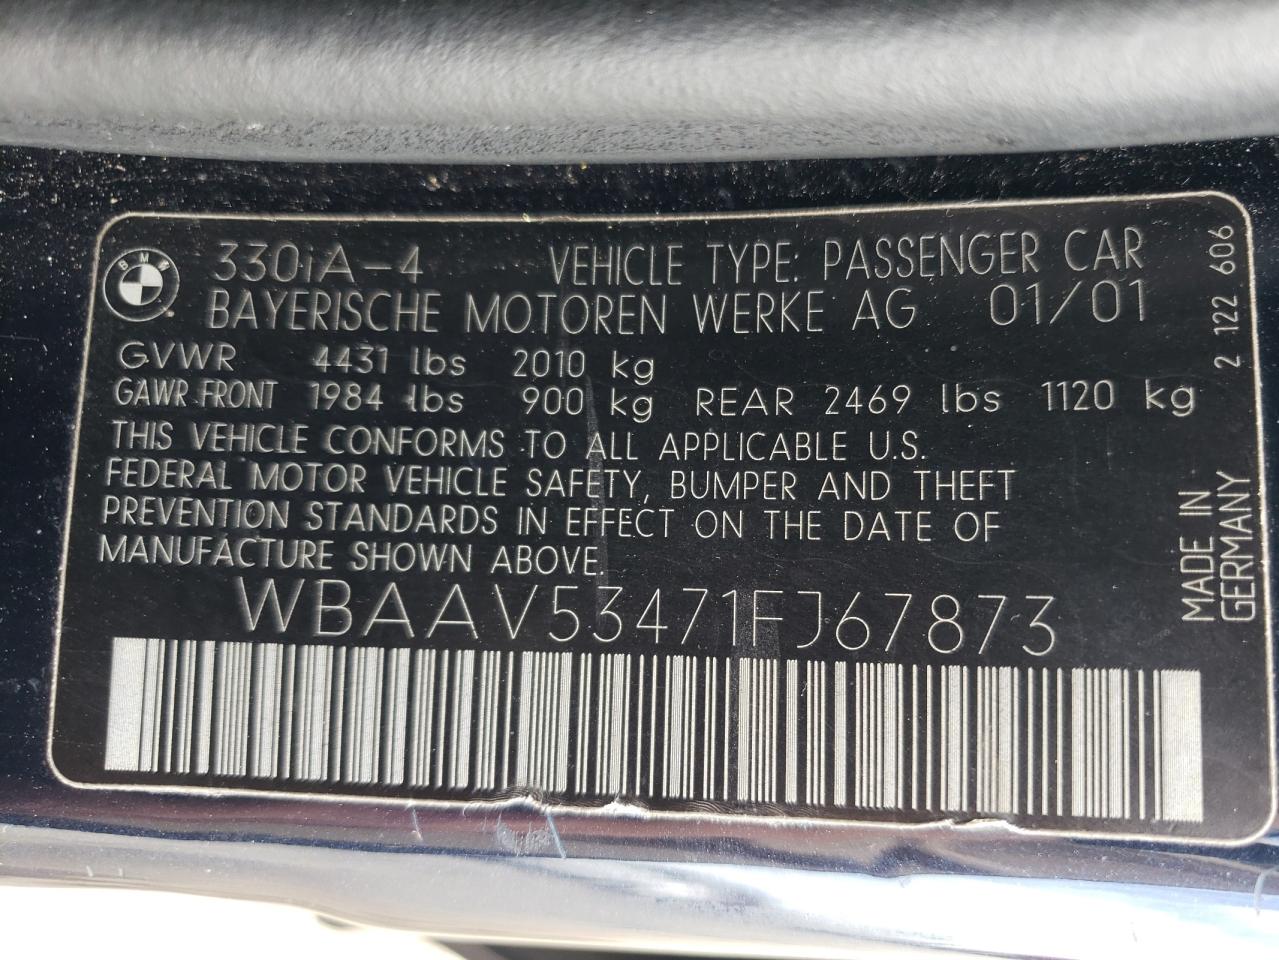 BMW
330iA-4 VEHICLE TYPE: PASSENGER CAR
BAYERISCHE MOTOREN WERKE AG 01/01
GVWR 4431 lbs 2010 kg
GAWR FRONT 1984 lbs 900 kg REAR 2469 lbs 1120 kg
THIS VEHICLE CONFORMS TO ALL APPLICABLE U.S.
FEDERAL MOTOR VEHICLE SAFETY, BUMPER AND THEFT
PREVENTION STANDARDS IN EFFECT ON THE DATE OF
MANUFACTURE SHOWN ABOVE.
WBAAV53471FJ67873
2 122 606
MADE IN
GERMANY